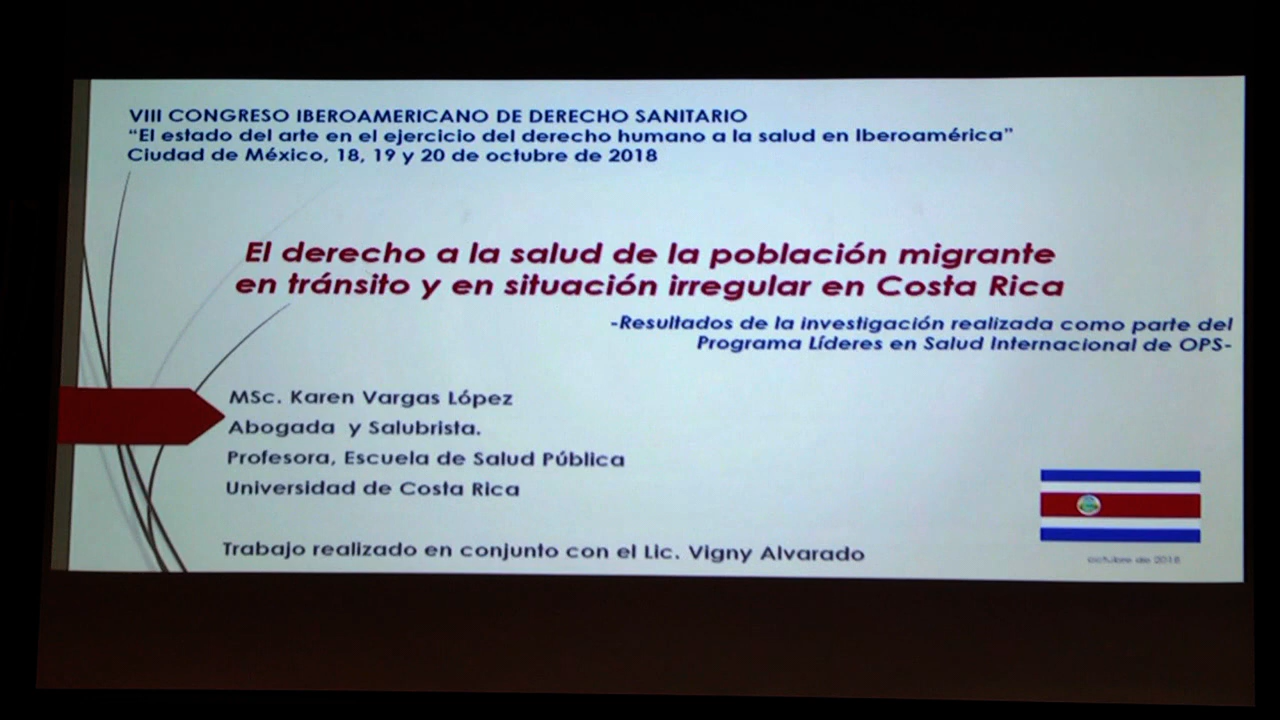 VIII CONGRESO IBEROAMERICANO DE DERECHO SANITARIO
“El estado del arte en el ejercicio del derecho humano a la salud en Iberoamérica”
Ciudad de México, 18, 19 y 20 de octubre de 2018
El derecho a la salud de la población migrante
en tránsito y en situación irregular en Costa Rica
-Resultados de la investigación realizada como parte del
Programa Líderes en Salud Internacional de OPS-
MSc. Karen Vargas López
Abogada y Salubrista.
Profesora, Escuela de Salud Pública
Universidad de Costa Rica
Trabajo realizado en conjunto con el Lic. Vigny Alvarado
octubre de 2018